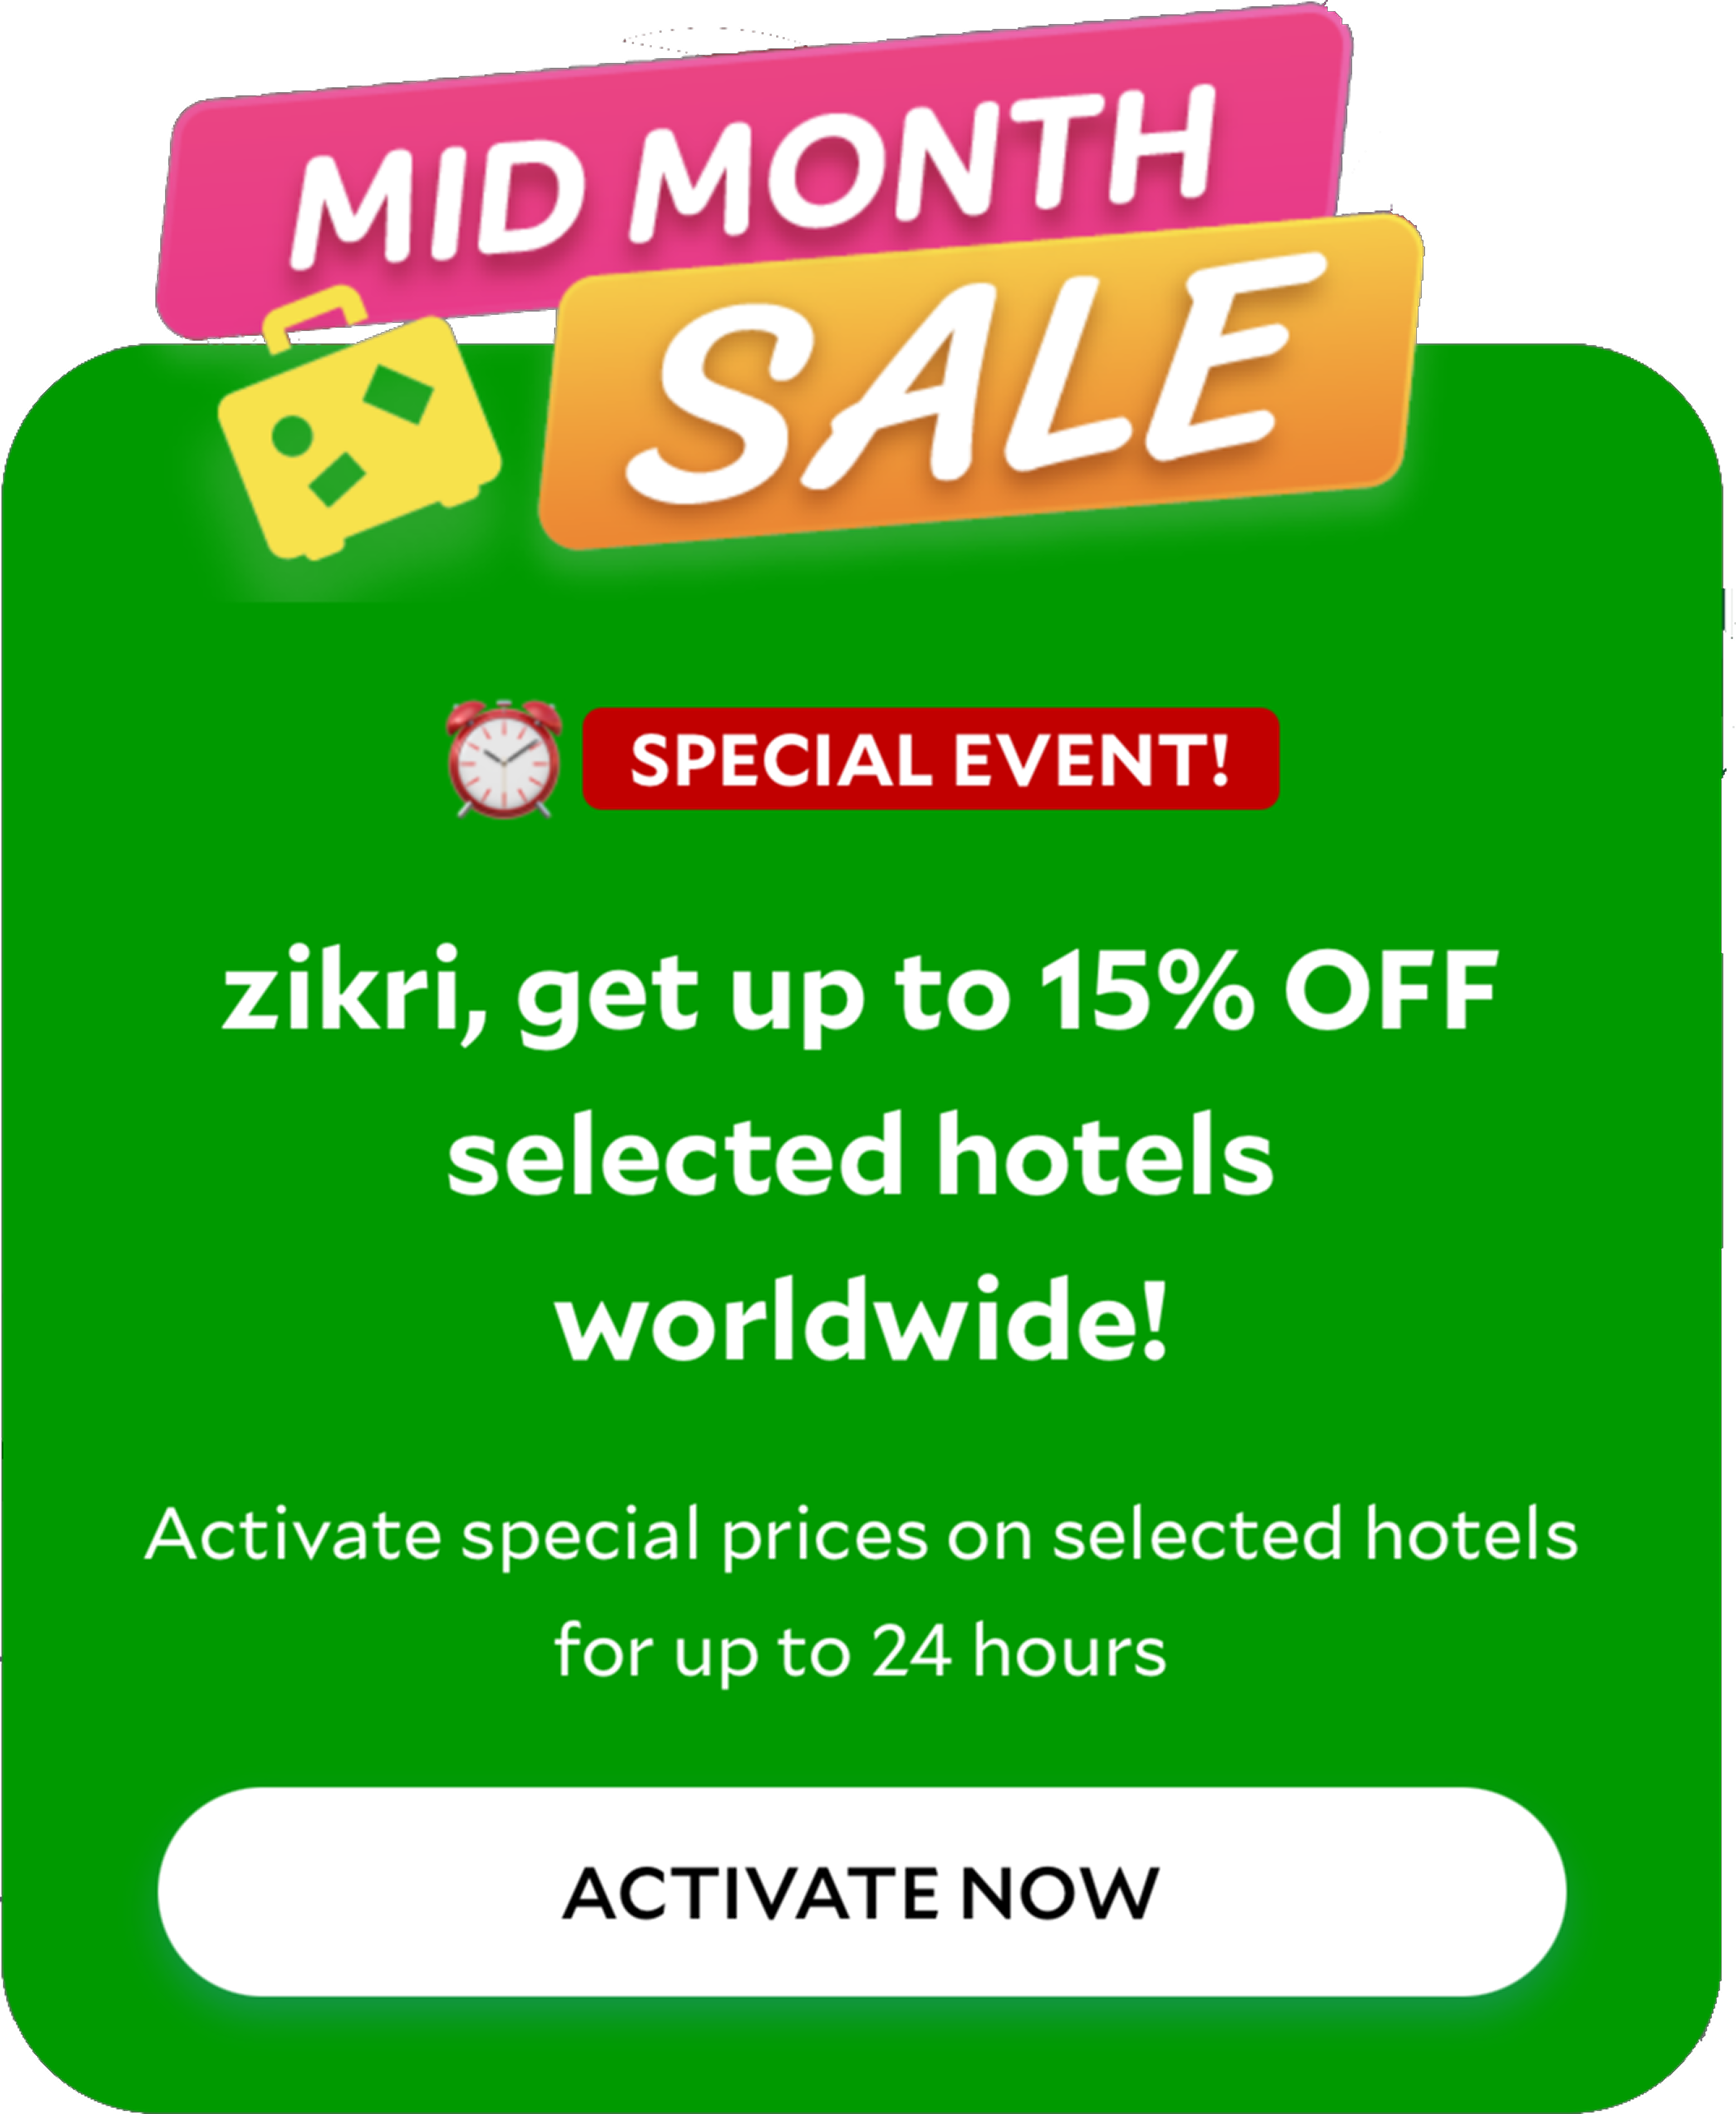 MID MONTH
SALE
SPECIAL EVENT!
zikri, get up to 15% OFF
selected hotels
worldwide!
Activate special prices on selected hotels
for up to 24 hours
ACTIVATE NOW